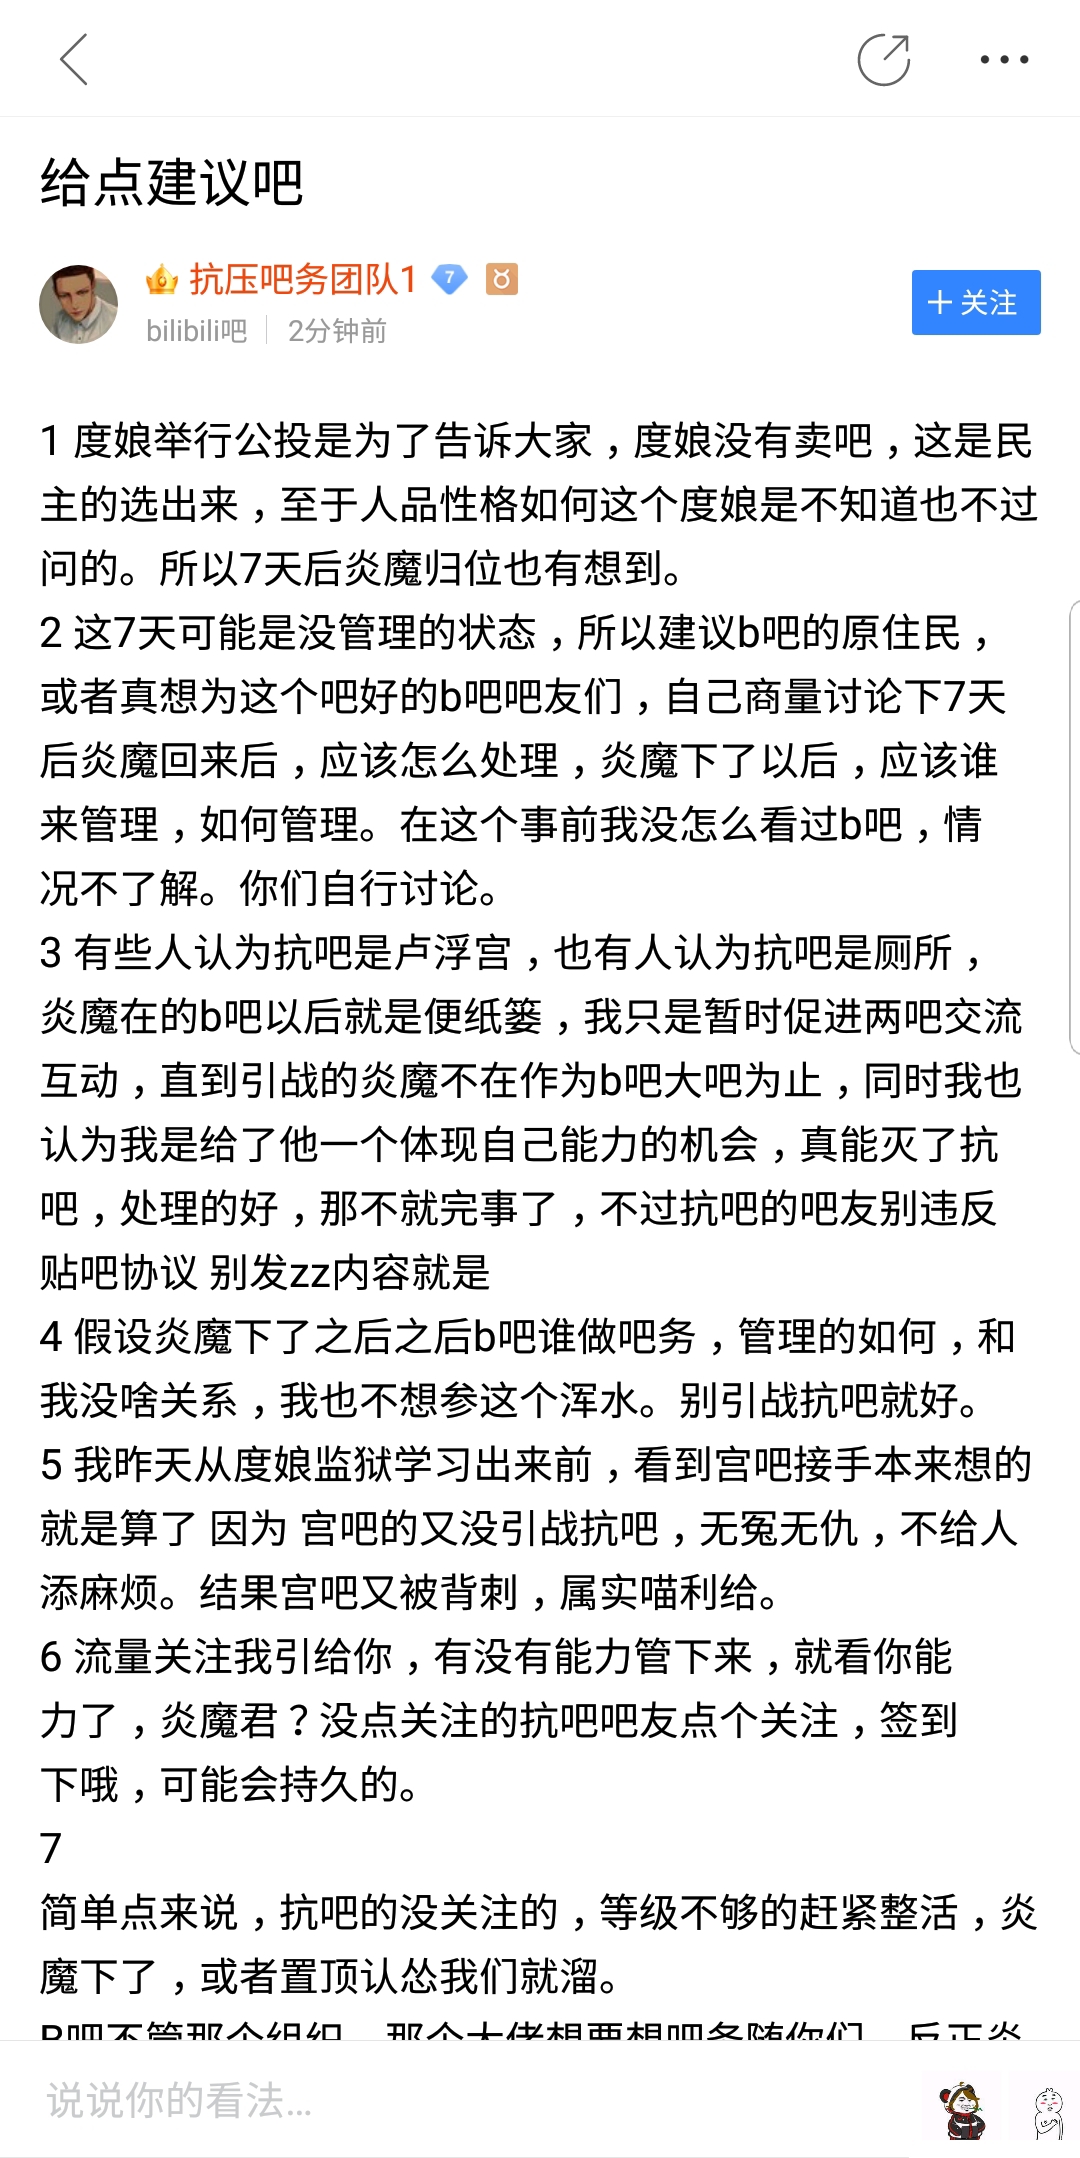 给点建议吧
抗压吧务团队1 7
bilibili吧 2分钟前
+关注
1 度娘举行公投是为了告诉大家，度娘没有卖吧，这是民
主的选出来，至于人品性格如何这个度娘是不知道也不过
问的。所以7天后炎魔归位也有想到。
2 这7天可能是没管理的状态，所以建议b吧的原住民，
或者真想为这个吧好的b吧吧友们，自己商量讨论下7天
后炎魔回来后，应该怎么处理，炎魔下了以后，应该谁
来管理，如何管理。在这个事前我没怎么看过b吧，情
况不了解。你们自行讨论。
3 有些人认为抗吧是卢浮宫，也有人认为抗吧是厕所，
炎魔在的b吧以后就是便纸篓，我只是暂时促进两吧交流
互动，直到引战的炎魔不在作为b吧大吧为止，同时我也
认为我是给了他一个体现自己能力的机会，真能灭了抗
吧，处理的好，那不就完事了，不过抗吧的吧友别违反
贴吧协议 别发zz内容就是
4 假设炎魔下了之后之后b吧谁做吧务，管理的如何，和
我没啥关系，我也不想参这个浑水。别引战抗吧就好。
5 我昨天从度娘监狱学习出来前，看到宫吧接手本来想的
就是算了 因为 宫吧的又没引战抗吧，无冤无仇，不给人
添麻烦。结果宫吧又被背刺，属实喵利给。
6 流量关注我引给你，有没有能力管下来，就看你能
力了，炎魔君？没点关注的抗吧吧友点个关注，签到
下哦，可能会持久的。
7
简单点来说，抗吧的没关注的，等级不够的赶紧整活，炎
魔下了，或者置顶认怂我们就溜。
B吧不管那个组织，那个大佬想要想吧务随你们，反正炎
说说你的看法...